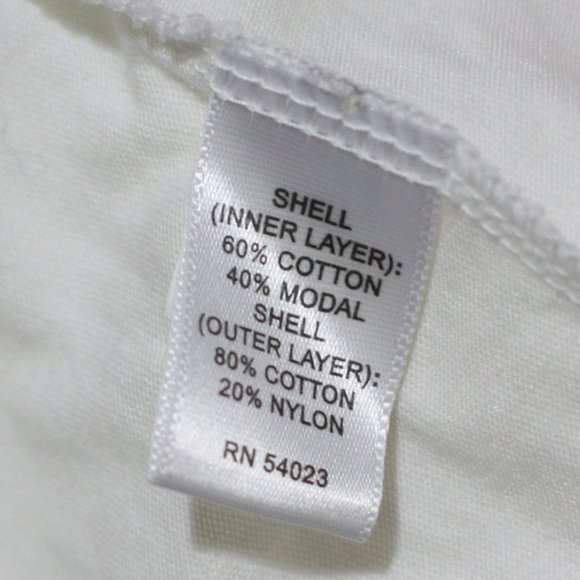 SHELL
(INNER LAYER):
60% COTTON
40% MODAL
SHELL
(OUTER LAYER):
80% COTTON
20% NYLON
RN 54023